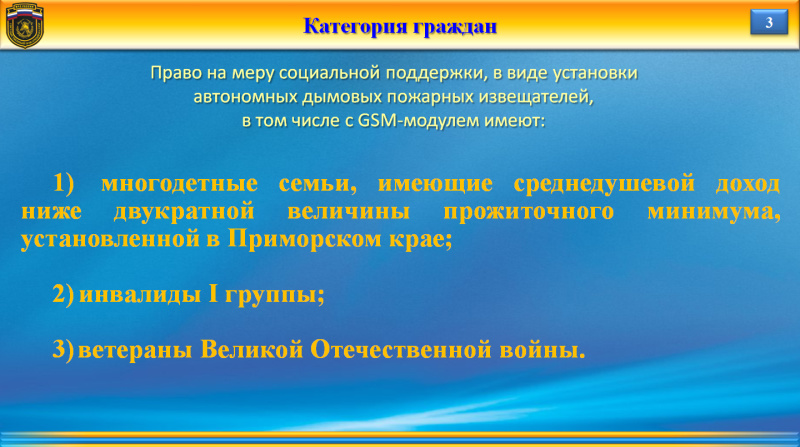 Категория граждан
3
Право на меру социальной поддержки, в виде установки
автономных дымовых пожарных извещателей,
в том числе с GSM-модулем имеют:
1) многодетные семьи, имеющие среднедушевой доход
ниже двукратной величины прожиточного минимума,
установленной в Приморском крае;
2) инвалиды I группы;
3) ветераны Великой Отечественной войны.